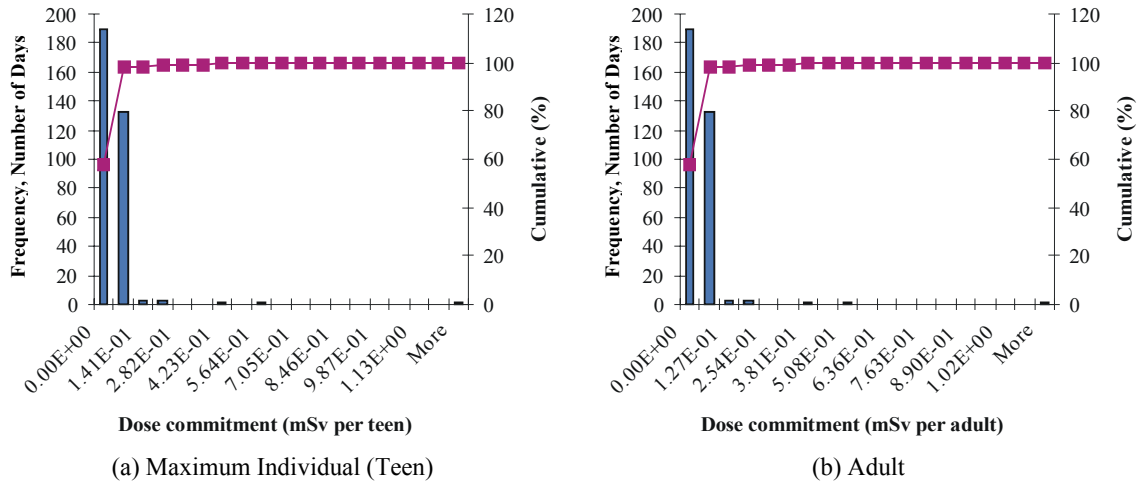 200
180
160
140
120
100
80
60
40
20
0
Frequency, Number of Days
120
100
80
60
40
20
0
Cumulative (%)
0.00E+00
1.41E-01
2.82E-01
4.23E-01
5.64E-01
7.05E-01
8.46E-01
9.87E-01
1.13E+00
More
Dose commitment (mSv per teen)
(a) Maximum Individual (Teen)
200
180
160
140
120
100
80
60
40
20
0
Frequency, Number of Days
120
100
80
60
40
20
0
Cumulative (%)
0.00E+00
1.27E-01
2.54E-01
3.81E-01
5.08E-01
6.36E-01
7.63E-01
8.90E-01
1.02E+00
More
Dose commitment (mSv per adult)
(b) Adult